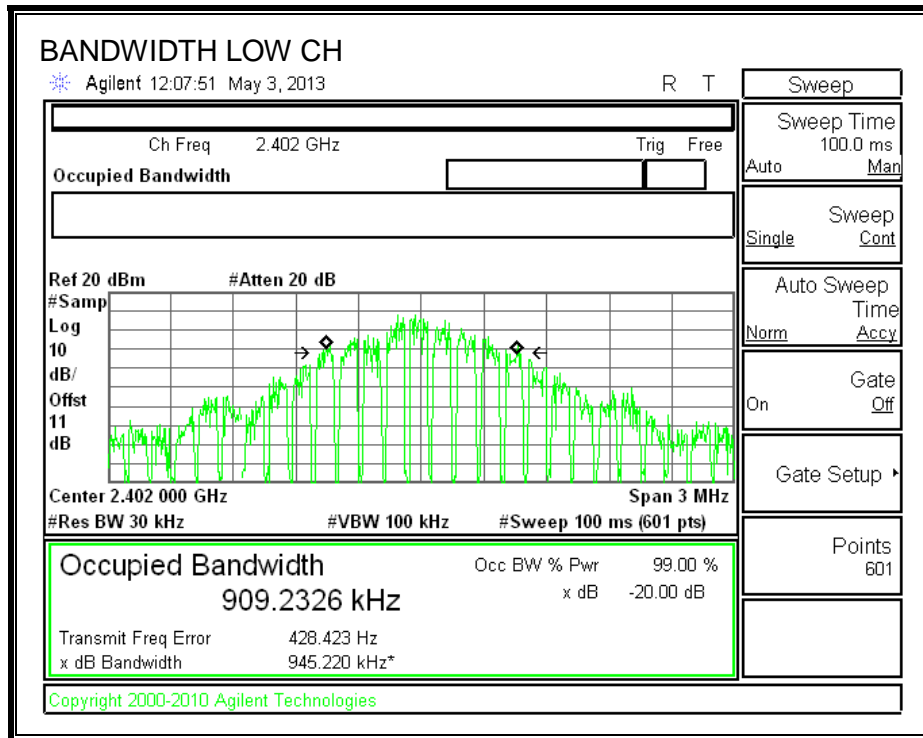 BANDWIDTH LOW CH
Agilent 12:07:51 May 3, 2013 R T
Ch Freq 2.402 GHz Trig Free
Occupied Bandwidth
Ref 20 dBm #Atten 20 dB
#Samp
Log
10
dB/
Offst
11
dB
Center 2.402 000 GHz Span 3 MHz
#Res BW 30 kHz #VBW 100 kHz #Sweep 100 ms (601 pts)
Occupied Bandwidth
909.2326 kHz
Occ BW % Pwr 99.00 %
x dB -20.00 dB
Transmit Freq Error 428.423 Hz
x dB Bandwidth 945.220 kHz*
Copyright 2000-2010 Agilent Technologies
Sweep
Sweep Time
100.0 ms
Auto Man
Sweep
Single Cont
Auto Sweep
Time
Norm Accy
Gate
On Off
Gate Setup
Points
601